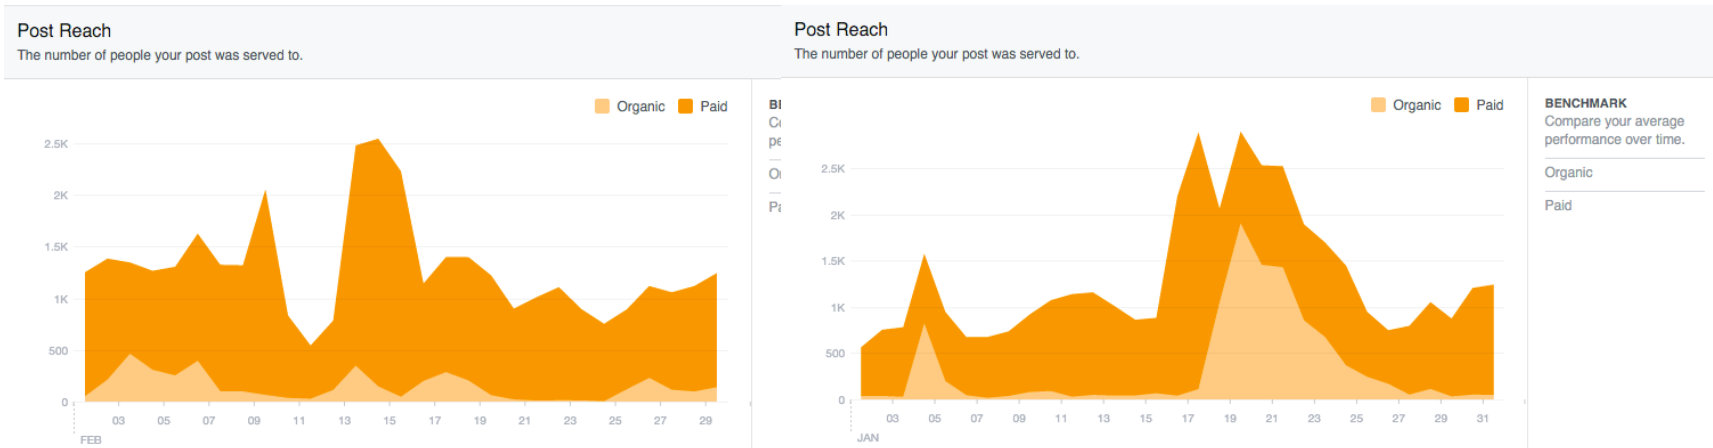 Post Reach
The number of people your post was served to.
Organic Paid
2.5K
2K
1.5K
1K
500
0
03 05 07 09 11 13 15 17 19 21 23 25 27 29
FEB
Post Reach
The number of people your post was served to.
Organic Paid
2.5K
2K
1.5K
1K
500
0
03 05 07 09 11 13 15 17 19 21 23 25 27 29 31
JAN
BENCHMARK
Compare your average
performance over time.
Organic
Paid